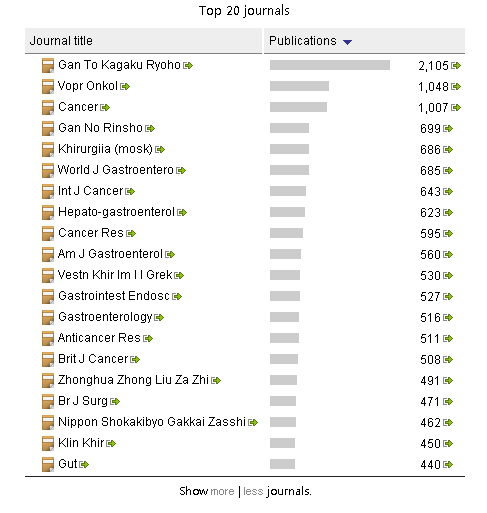 Top 20 journals
Journal title Publications
Gan To Kagaku Ryoho 2,105
Vopr Onkol 1,048
Cancer 1,007
Gan No Rinsho 699
Khirurgiia (mosk) 686
World J Gastroentero 685
Int J Cancer 643
Hepato-gastroenterol 623
Cancer Res 595
Am J Gastroenterol 560
Vestn Khir Im I I Grek 530
Gastrointest Endosc 527
Gastroenterology 516
Anticancer Res 511
Brit J Cancer 508
Zhonghua Zhong Liu Za Zhi 491
Br J Surg 471
Nippon Shokakibyo Gakkai Zasshi 462
Klin Khir 450
Gut 440
Show more | less journals.